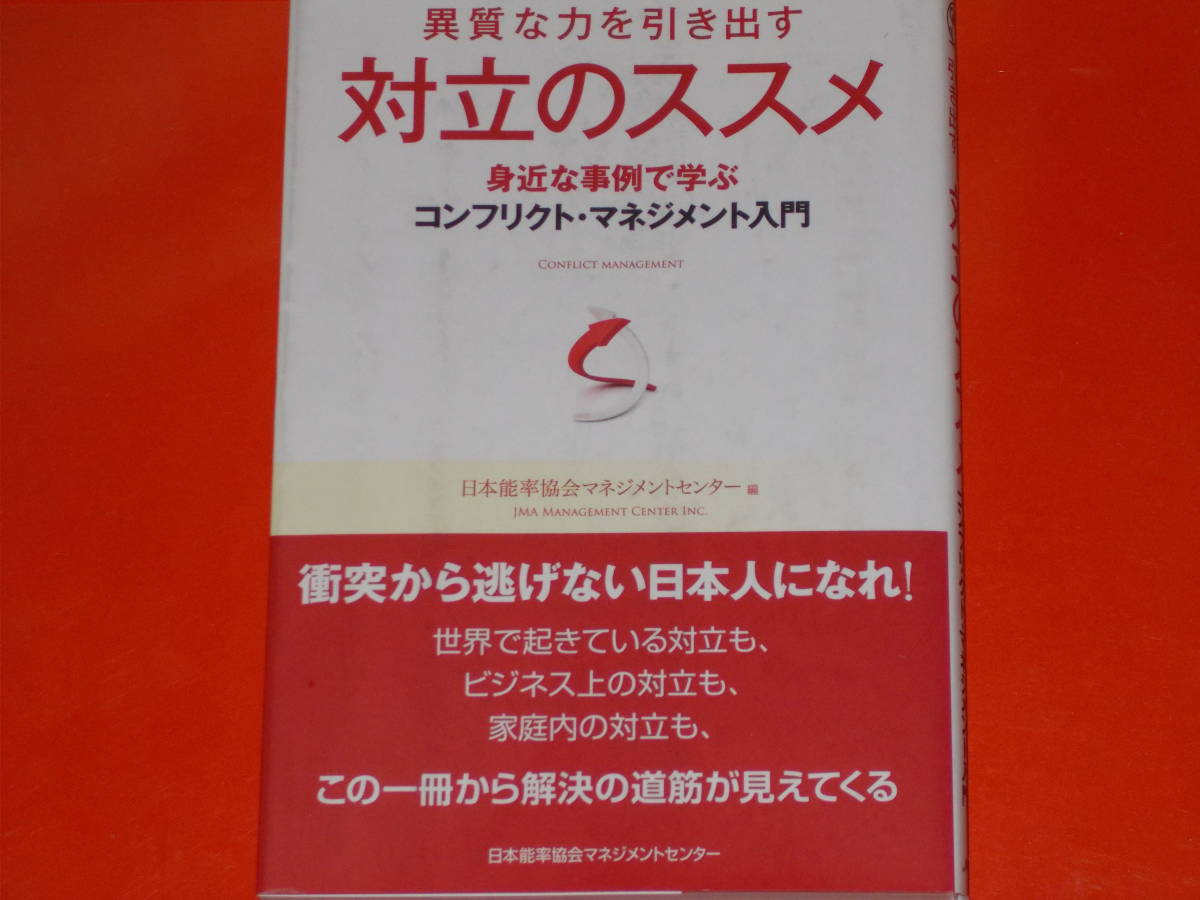 異質な力を引き出す
対立のススメ
身近な事例で学ぶ
コンフリクト・マネジメント入門
CONFLICT MANAGEMENT
日本能率協会マネジメントセンター 編
JMA MANAGEMENT CENTER INC.
衝突から逃げない日本人になれ!
世界で起きている対立も、
ビジネス上の対立も、
家庭内の対立も、
この一冊から解決の道筋が見えてくる
日本能率協会マネジメントセンター